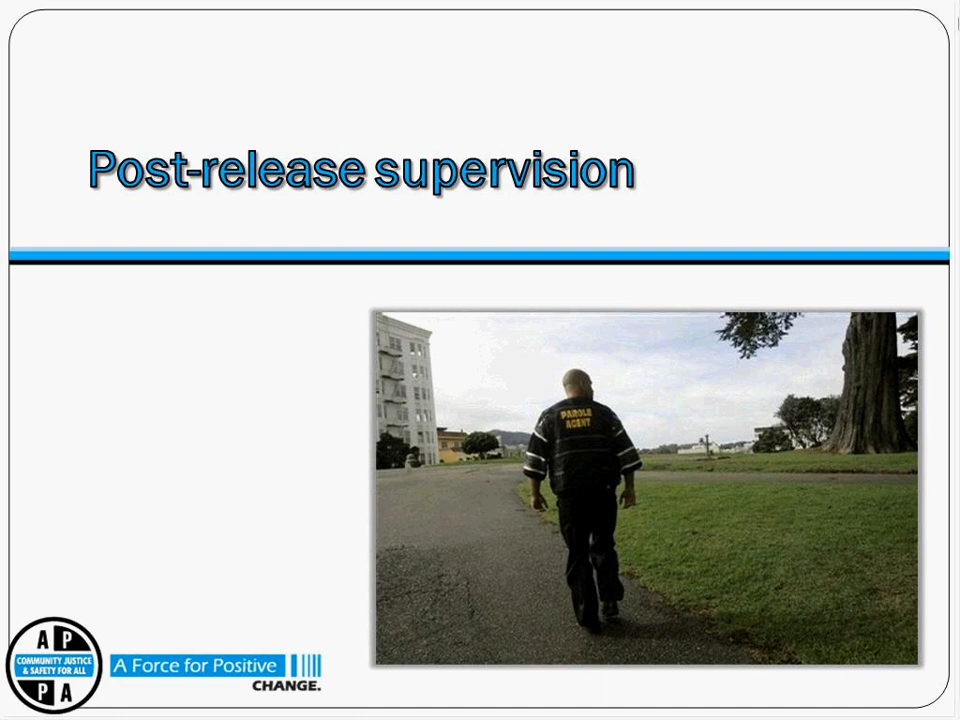 Post-release supervision
PAROLE
AGENT
A P
COMMUNITY JUSTICE
& SAFETY FOR ALL
P A
A Force for Positive
CHANGE.